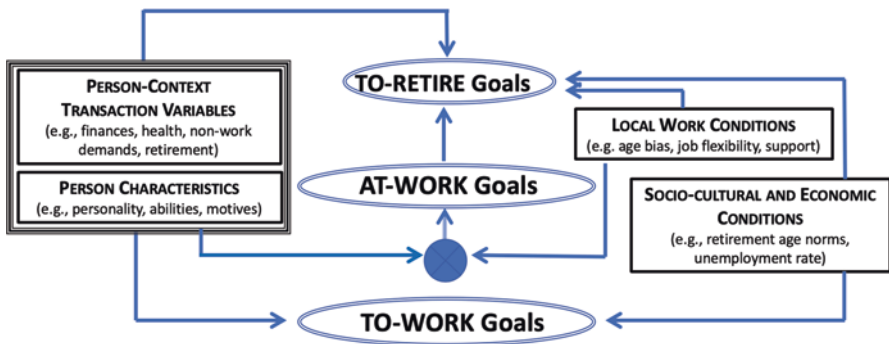 PERSON-CONTEXT
TRANSACTION VARIABLES
(e.g., finances, health, non-work
demands, retirement)
PERSON CHARACTERISTICS
(e.g., personality, abilities, motives)
TO-RETIRE Goals
AT-WORK Goals
TO-WORK Goals
LOCAL WORK CONDITIONS
(e.g. age bias, job flexibility, support)
SOCIO-CULTURAL AND ECONOMIC
CONDITIONS
(e.g., retirement age norms,
unemployment rate)